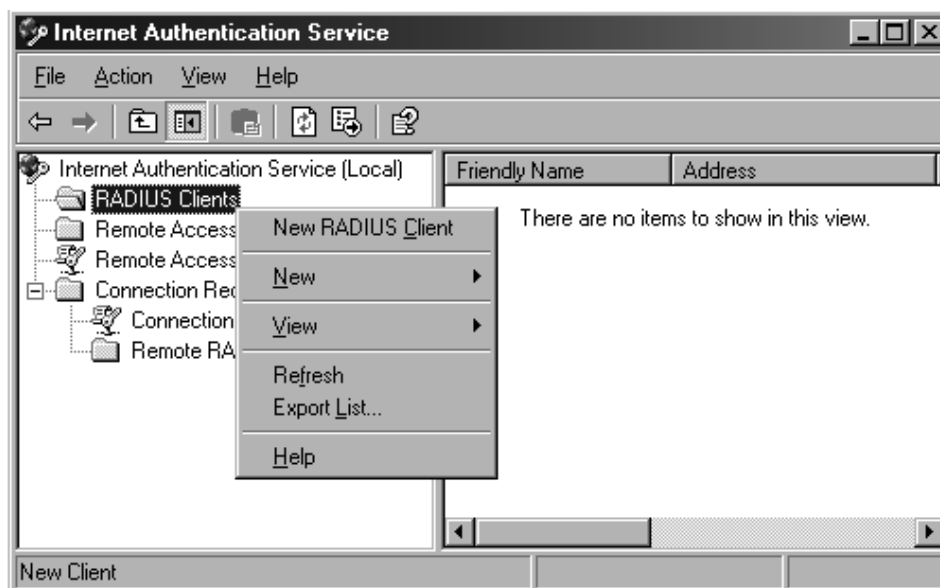 Internet Authentication Service
File Action View Help
Internet Authentication Service (Local)
RADIUS Clients
Remote Access
Remote Access
Connection Rec
Connection
Remote RA
New RADIUS Client
New
View
Refresh
Export List...
Help
Friendly Name Address
There are no items to show in this view.
New Client